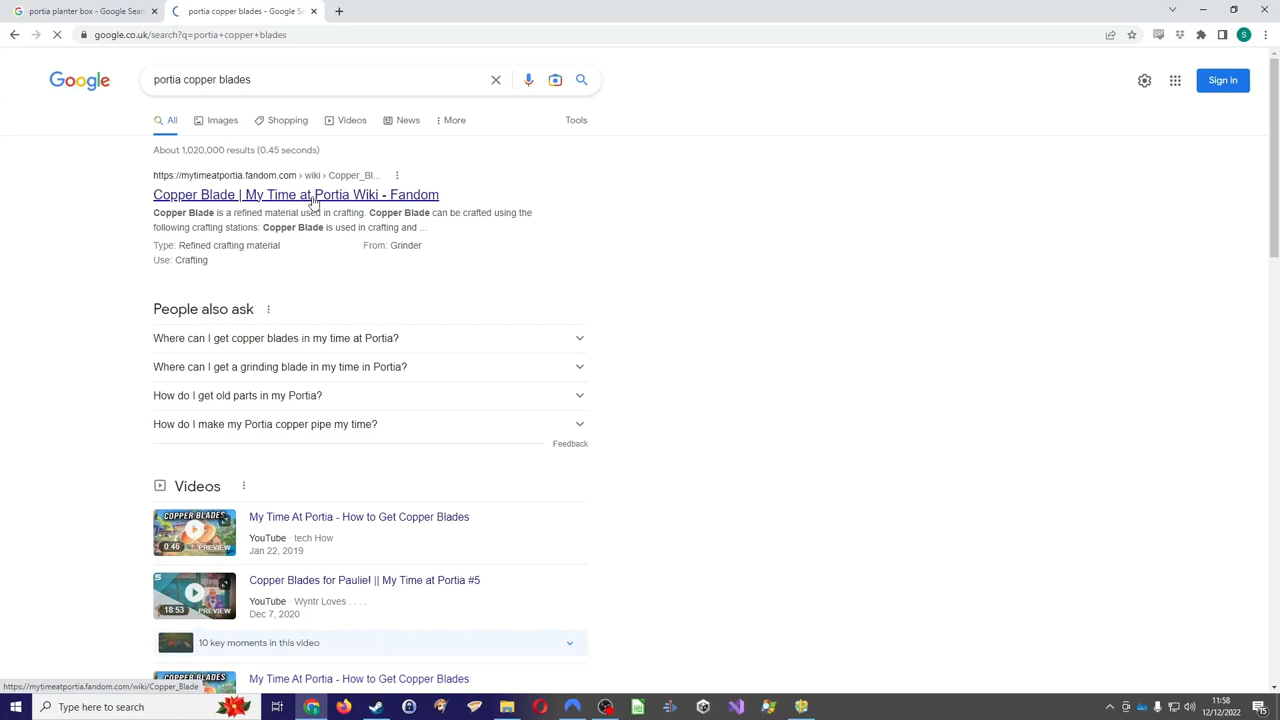 portia planter box - Google Sea
portia copper blades - Google S
google.co.uk/search?q=portia+copper+blades
S
Google
portia copper blades
Sign in
All
Images
Shopping
Videos
News
More
Tools
About 1,020,000 results (0.45 seconds)
https://mytimeatportia.fandom.com › wiki › Copper_Bl...
Copper Blade | My Time at Portia Wiki - Fandom
Copper Blade is a refined material used in crafting. Copper Blade can be crafted using the
following crafting stations: Copper Blade is used in crafting and ...
Type: Refined crafting material
From: Grinder
Use: Crafting
People also ask
Where can I get copper blades in my time at Portia?
Where can I get a grinding blade in my time in Portia?
How do I get old parts in my Portia?
How do I make my Portia copper pipe my time?
Feedback
Videos
COPPER BLADES
0:46
PREVIEW
My Time At Portia - How to Get Copper Blades
YouTube · tech How
Jan 22, 2019
18:53
PREVIEW
Copper Blades for Paulie! || My Time at Portia #5
YouTube · Wyntr Loves . . . .
Dec 7, 2020
10 key moments in this video
COPPER BLADES
My Time At Portia - How to Get Copper Blades
https://mytimeatportia.fandom.com/wiki/Copper_Blade
Type here to search
11:58
12/12/2022
15